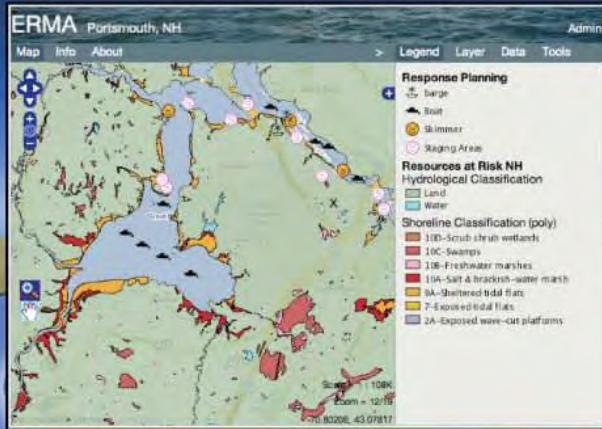 ERMA Portsmouth, NH
Admin
Map Info About > Legend Layer Data Tools
Response Planning
barge
Boat
Skimmer
Staging Areas
Resources at Risk NH
Hydrological Classification
Land
Water
Shoreline Classification (poly)
10D-Scrub shrub wetlands
10C-Swamps
10B-Freshwater marshes
10A-Salt & brackish-water marsh
9A-Sheltered tidal flats
7-Exposed tidal flats
2A-Exposed wave-cut platforms
Scale = 1 : 108K
Zoom = 12/19
-70.80206, 43.07817